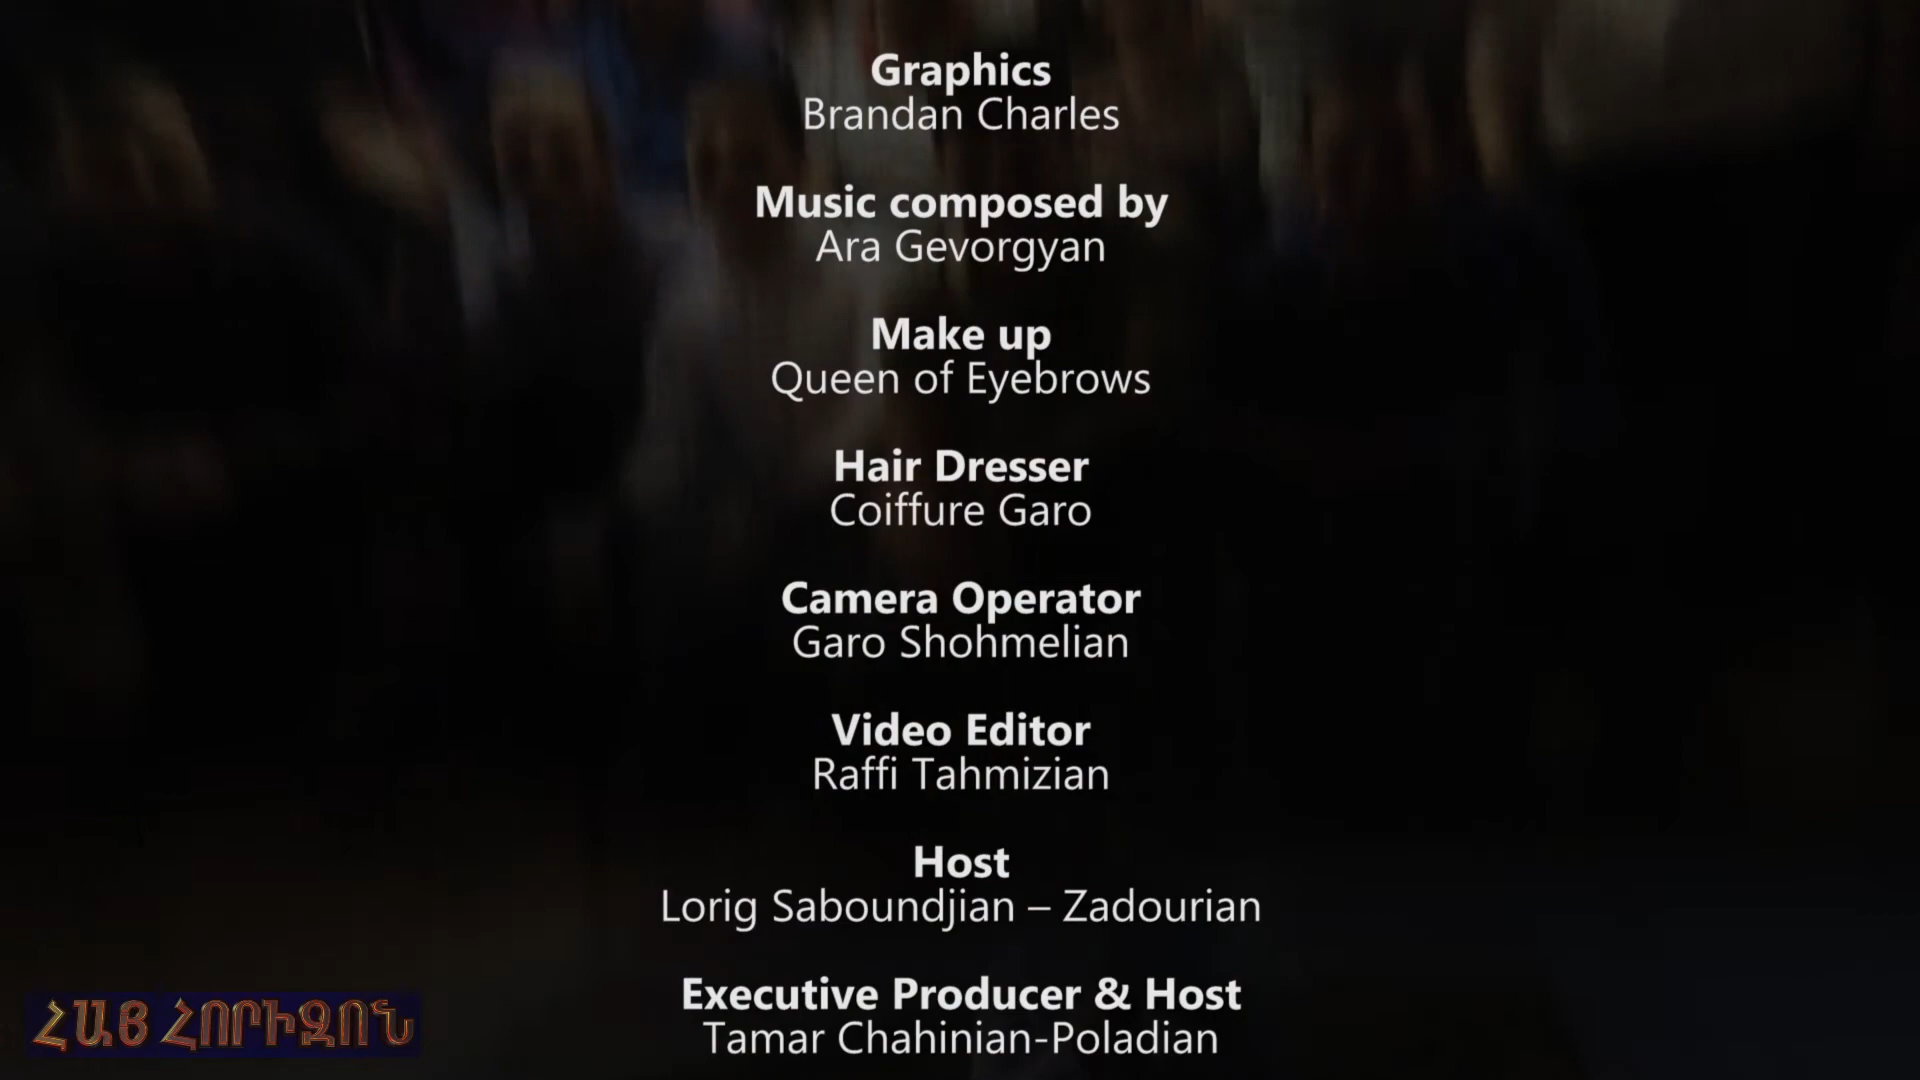 Graphics
Brandan Charles
Music composed by
Ara Gevorgyan
Make up
Queen of Eyebrows
Hair Dresser
Coiffure Garo
Camera Operator
Garo Shohmelian
Video Editor
Raffi Tahmizian
Host
Lorig Saboundjian – Zadourian
Executive Producer & Host
Tamar Chahinian-Poladian
ՀԱՅ ՀՈՐԻԶՈՆ